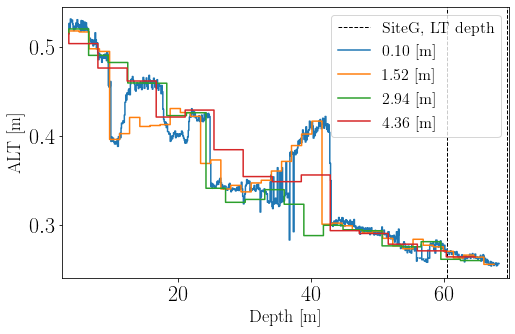 SiteG, LT depth
0.10 [m]
1.52 [m]
2.94 [m]
4.36 [m]
0.5
0.4
0.3
ALT [m]
20 40 60
Depth [m]